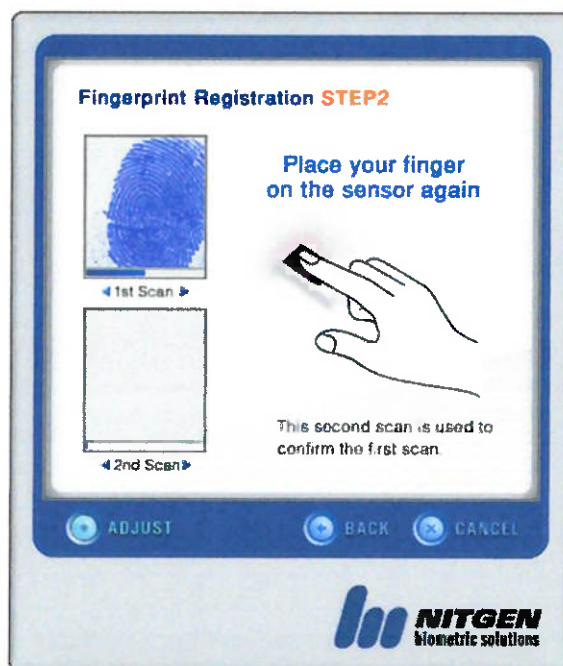 Fingerprint Registration STEP2
Place your finger
on the sensor again
1st Scan
This second scan is used to
confirm the first scan.
2nd Scan
ADJUST
BACK
CANCEL
NITGEN
biometric solutions